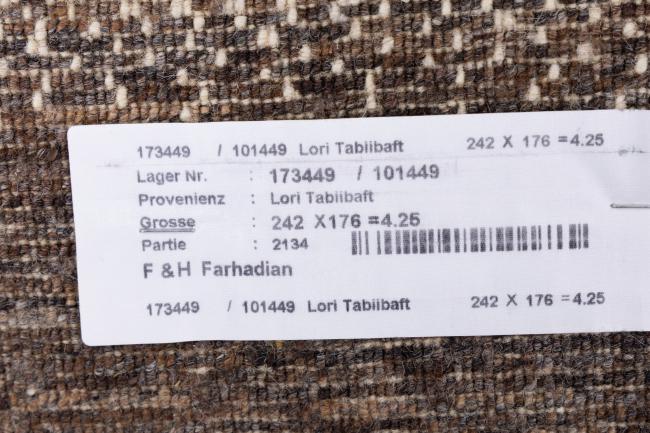 173449 / 101449 Lori Tabiibaft 242 X 176 =4.25
Lager Nr. : 173449 / 101449
Provenienz : Lori Tabiibaft
Grosse : 242 X176 =4.25
Partie : 2134
F & H Farhadian
173449 / 101449 Lori Tabiibaft 242 X 176 =4.25